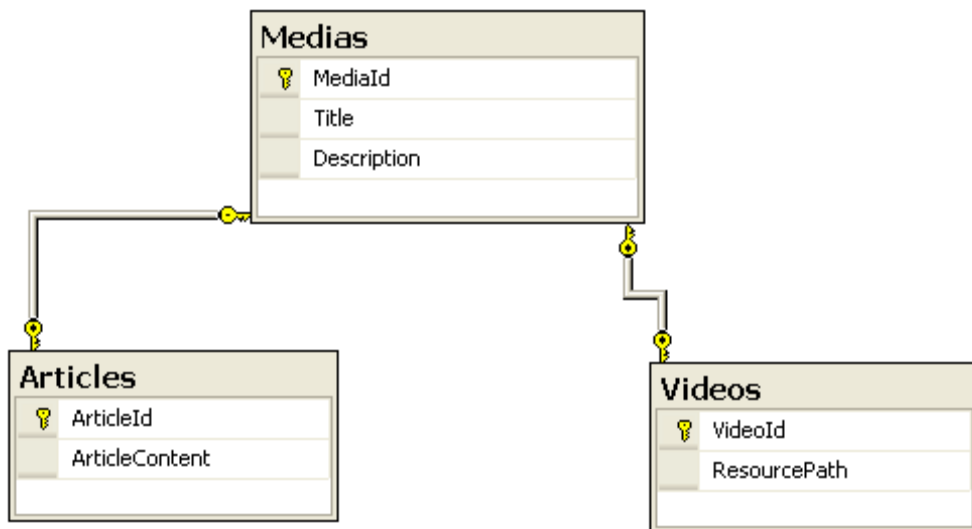 Medias
MediaId
Title
Description
Articles
ArticleId
ArticleContent
Videos
VideoId
ResourcePath